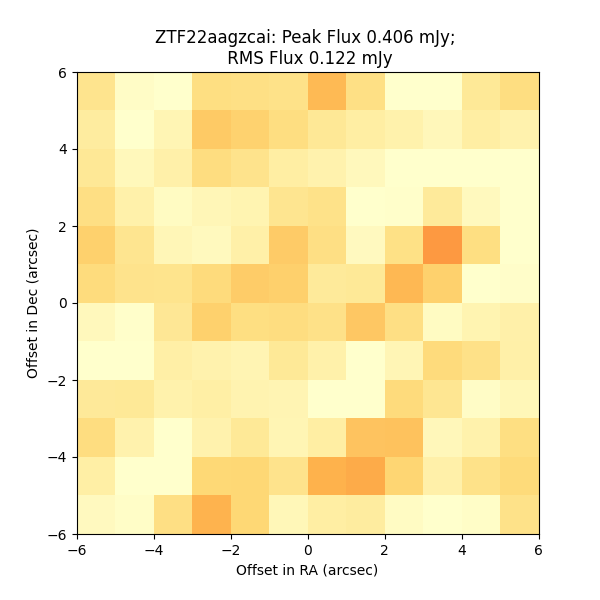 ZTF22aagzcai: Peak Flux 0.406 mJy;
RMS Flux 0.122 mJy
6
4
2
0
−2
−4
−6
Offset in Dec (arcsec)
−6 −4 −2 0 2 4 6
Offset in RA (arcsec)